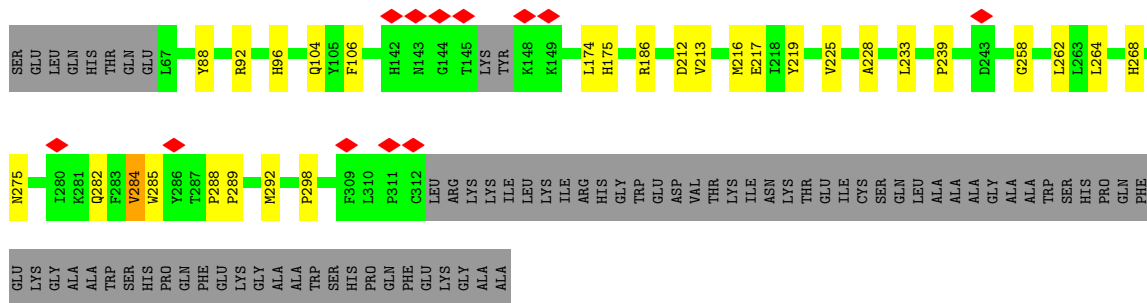 SER GLU LEU GLN HIS THR GLN GLU L67 Y88 R92 H96 Q104 Y105 F106 H142 N143 G144 T145 LYS TYR K148 K149 L174 H175 R186 D212 V213 M216 E217 I218 Y219 V225 A228 L233 P239 D243 G258 L262 L263 L264 H268
N275 I280 K281 Q282 F283 V284 W285 Y286 T287 P288 P289 M292 P298 F309 L310 P311 C312 LEU ARG LYS LYS ILE LEU LYS ILE ARG HIS GLY TRP GLU ASP VAL THR LYS ILE ASN LYS THR GLU ILE CYS SER GLN LEU ALA ALA ALA GLY ALA ALA TRP SER HIS PRO GLN PHE
GLU LYS GLY ALA ALA TRP SER HIS PRO GLN PHE GLU LYS GLY ALA ALA TRP SER HIS PRO GLN PHE GLU LYS GLY ALA ALA